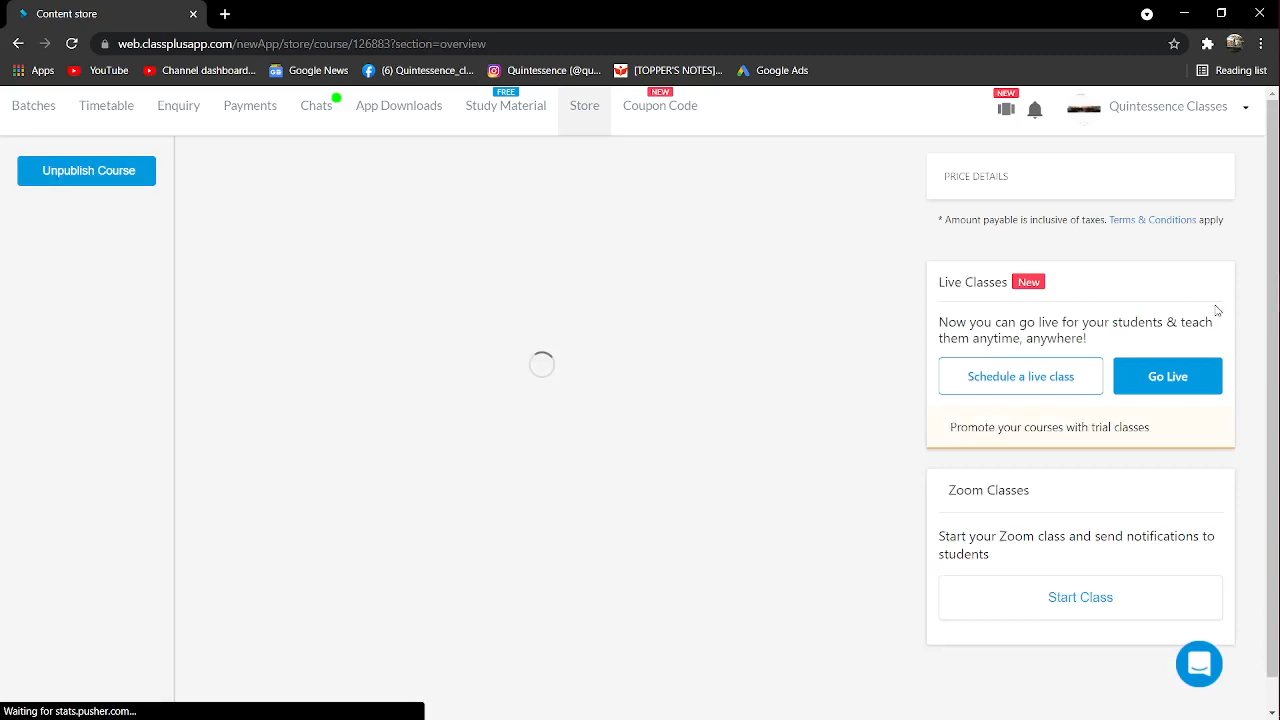 Content store
web.classplusapp.com/newApp/store/course/126883?section=overview
Apps YouTube Channel dashboard... Google News (6) Quintessence_cl... Quintessence (@qu... [TOPPER'S NOTE]... Google Ads Reading list
FREE NEW NEW
Batches Timetable Enquiry Payments Chats App Downloads Study Material Store Coupon Code Quintessence Classes
Unpublish Course
PRICE DETAILS
* Amount payable is inclusive of taxes. Terms & Conditions apply
Live Classes New
Now you can go live for your students & teach
them anytime, anywhere!
Schedule a live class Go Live
Promote your courses with trial classes
Zoom Classes
Start your Zoom class and send notifications to
students
Start Class
Waiting for stats.pusher.com...